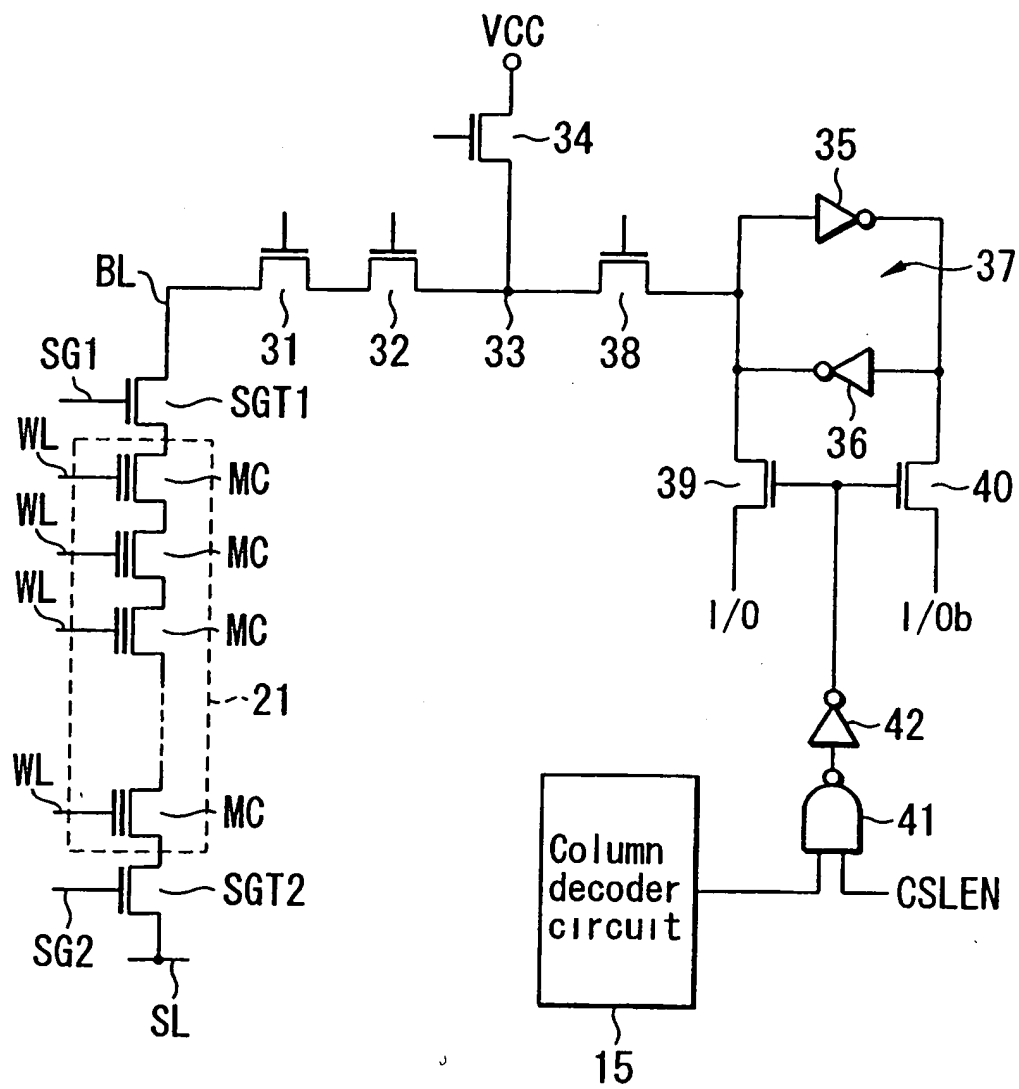 VCC
34
35
BL
37
31
32
33
38
SG1
SGT1
36
WL
MC
39
40
WL
MC
WL
MC
I/O
I/Ob
21
42
WL
MC
41
Column
decoder
circuit
CSLEN
SGT2
SG2
SL
15